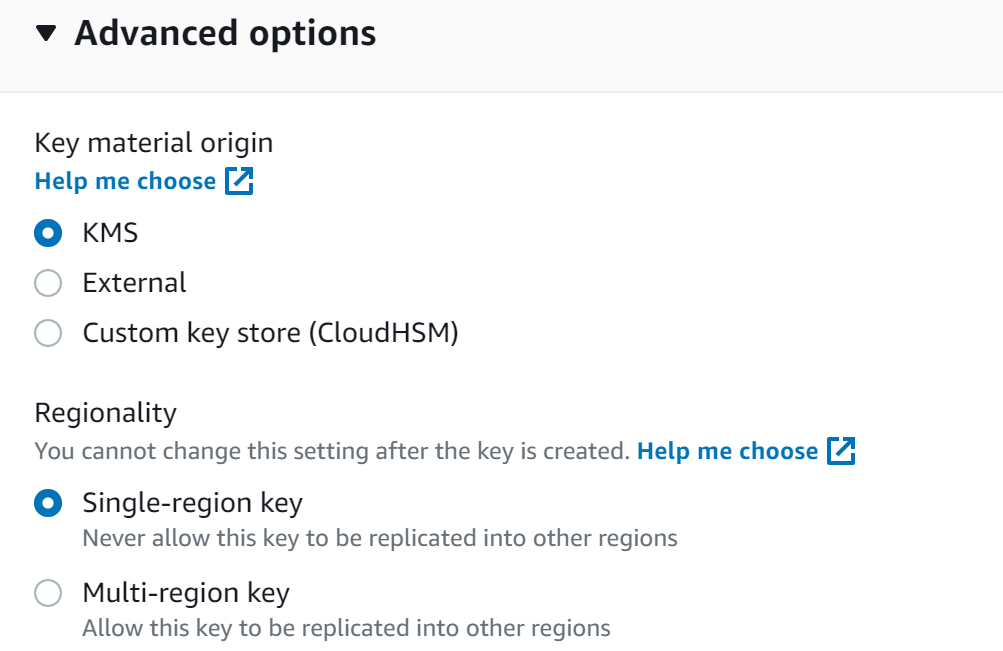 Advanced options
Key material origin
Help me choose
KMS
External
Custom key store (CloudHSM)
Regionality
You cannot change this setting after the key is created. Help me choose
Single-region key
Never allow this key to be replicated into other regions
Multi-region key
Allow this key to be replicated into other regions